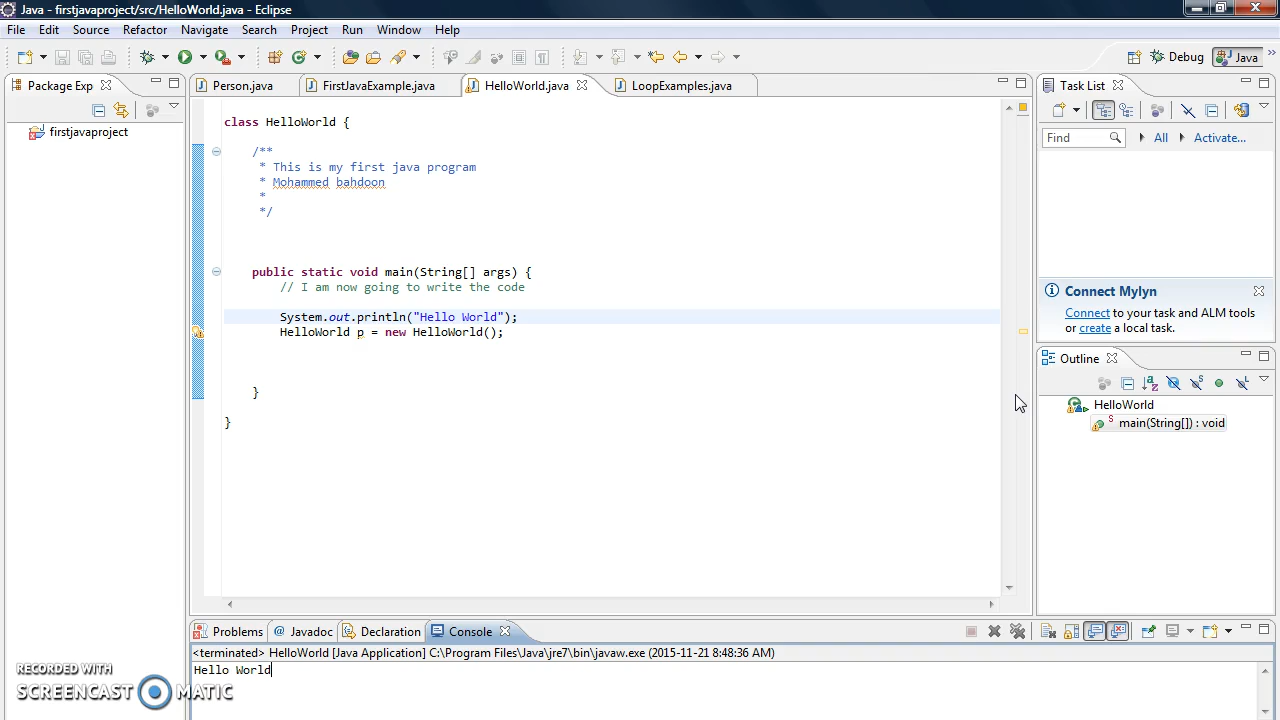 Java - firstjavaproject/src/HelloWorld.java - Eclipse
File Edit Source Refactor Navigate Search Project Run Window Help
Debug Java
Package Exp
Person.java FirstJavaExample.java HelloWorld.java LoopExamples.java
Task List
firstjavaproject
Find All Activate...
class HelloWorld {
/**
* This is my first java program
* Mohammed bahdoon
*
*/
public static void main(String[] args) {
// I am now going to write the code
System.out.println("Hello World");
HelloWorld p = new HelloWorld();
}
}
Connect Mylyn
Connect to your task and ALM tools
or create a local task.
Outline
HelloWorld
main(String[]) : void
Problems Javadoc Declaration Console
<terminated> HelloWorld [Java Application] C:\Program Files\Java\jre7\bin\javaw.exe (2015-11-21 8:48:36 AM)
Hello World
RECORDED WITH
SCREENCAST MATIC